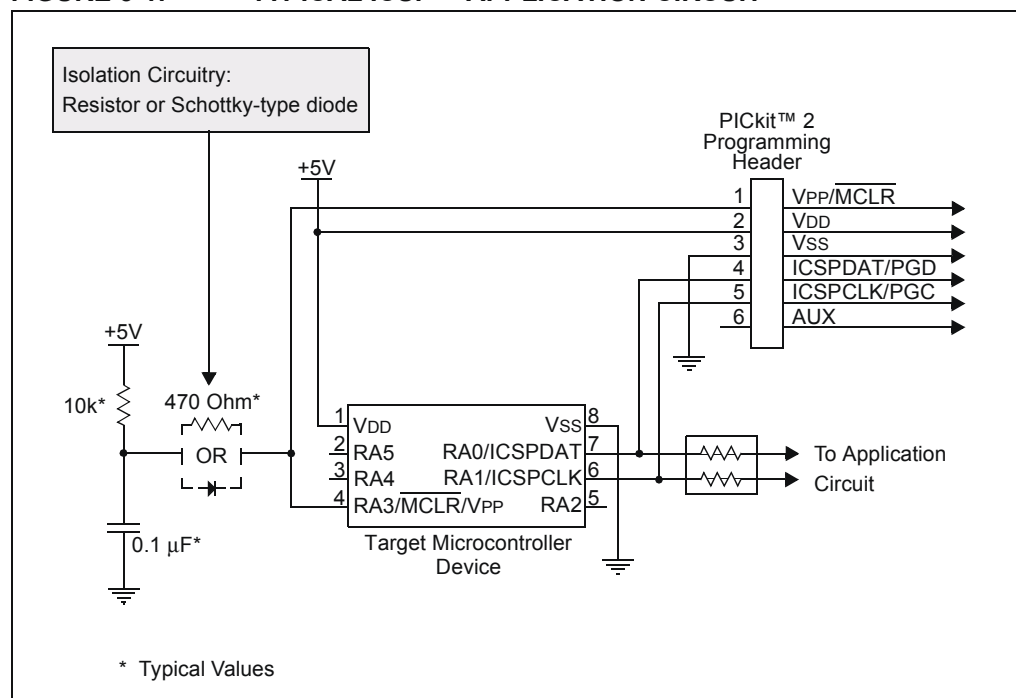 Isolation Circuitry:
Resistor or Schottky-type diode
PICkit™ 2
Programming
Header
+5V
1 VPP/MCLR
2 VDD
3 VSS
4 ICSPDAT/PGD
5 ICSPCLK/PGC
6 AUX
+5V
10k*
470 Ohm*
OR
0.1 μF*
1 VDD
2 RA5
3 RA4
4 RA3/MCLR/VPP
VSS 8
RA0/ICSPDAT 7
RA1/ICSPCLK 6
RA2 5
Target Microcontroller
Device
To Application
Circuit
* Typical Values